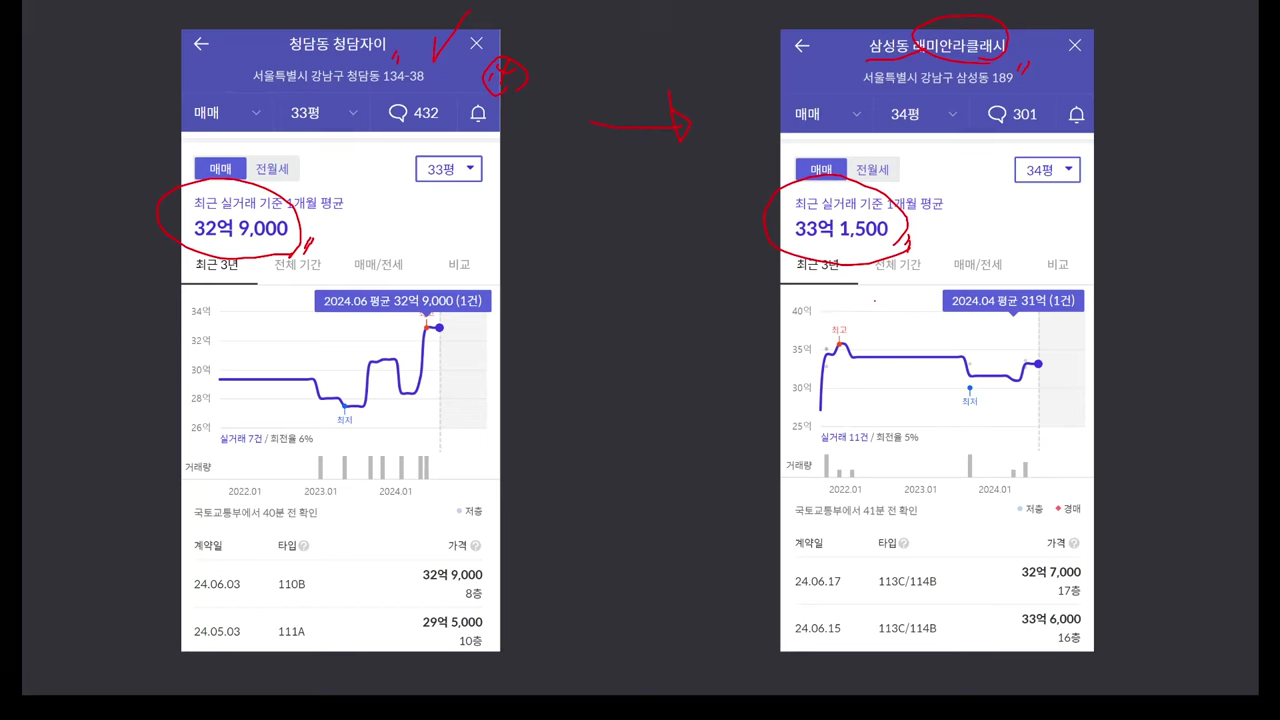 청담동 청담자이
서울특별시 강남구 청담동 134-38
매매 33평 432
매매 전월세 33평
최근 실거래 기준 1개월 평균
32억 9,000
최근 3년 전체 기간 매매/전세 비교
2024.06 평균 32억 9,000 (1건)
34억
32억
30억
28억
26억
최저
실거래 7건 / 회전율 6%
거래량
2022.01 2023.01 2024.01
국토교통부에서 40분 전 확인 저층
계약일 타입 ? 가격 ?
24.06.03 110B 32억 9,000
8층
24.05.03 111A 29억 5,000
10층
삼성동 래미안라클래시
서울특별시 강남구 삼성동 189
매매 34평 301
매매 전월세 34평
최근 실거래 기준 1개월 평균
33억 1,500
최근 3년 전체 기간 매매/전세 비교
2024.04 평균 31억 (1건)
40억
최고
35억
30억
최저
25억
실거래 11건 / 회전율 5%
거래량
2022.01 2023.01 2024.01
국토교통부에서 41분 전 확인 저층 경매
계약일 타입 ? 가격 ?
24.06.17 113C/114B 32억 7,000
17층
24.06.15 113C/114B 33억 6,000
16층